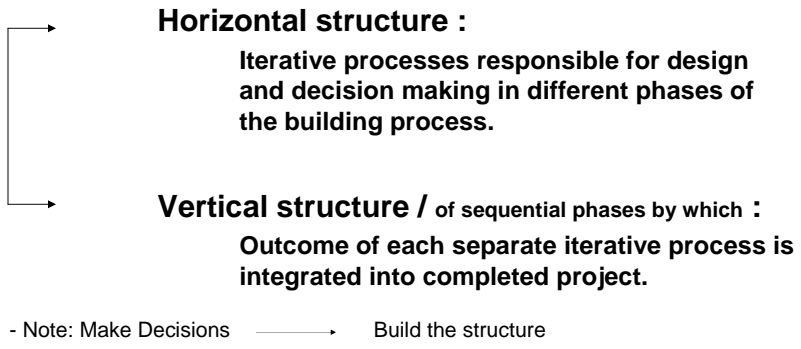 Horizontal structure :
Iterative processes responsible for design
and decision making in different phases of
the building process.
Vertical structure / of sequential phases by which :
Outcome of each separate iterative process is
integrated into completed project.
- Note: Make Decisions Build the structure